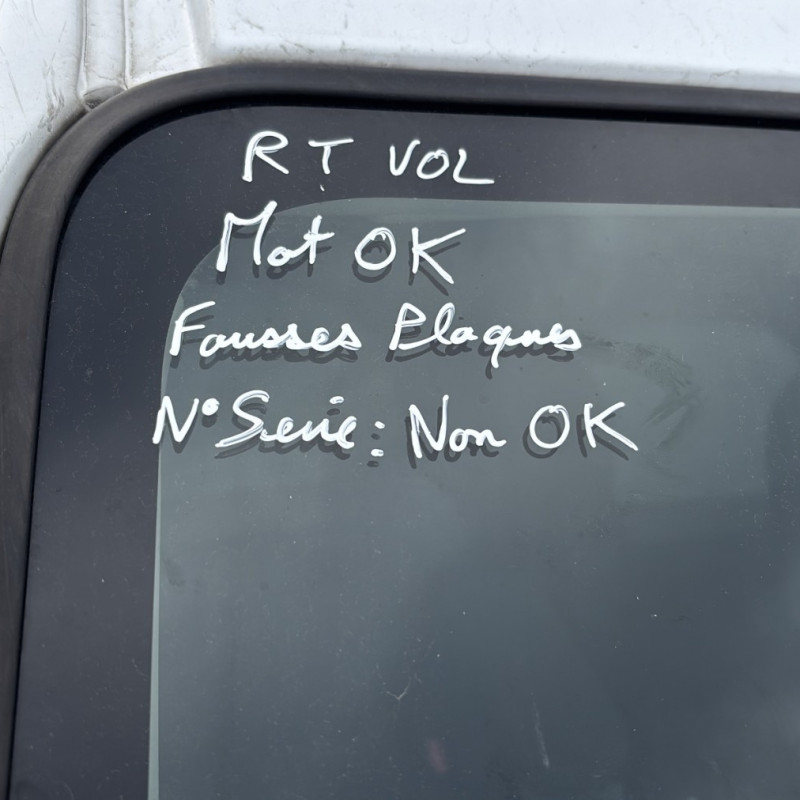 RT VOL
Mot OK
Fausses Plaques
N° Serie : Non OK